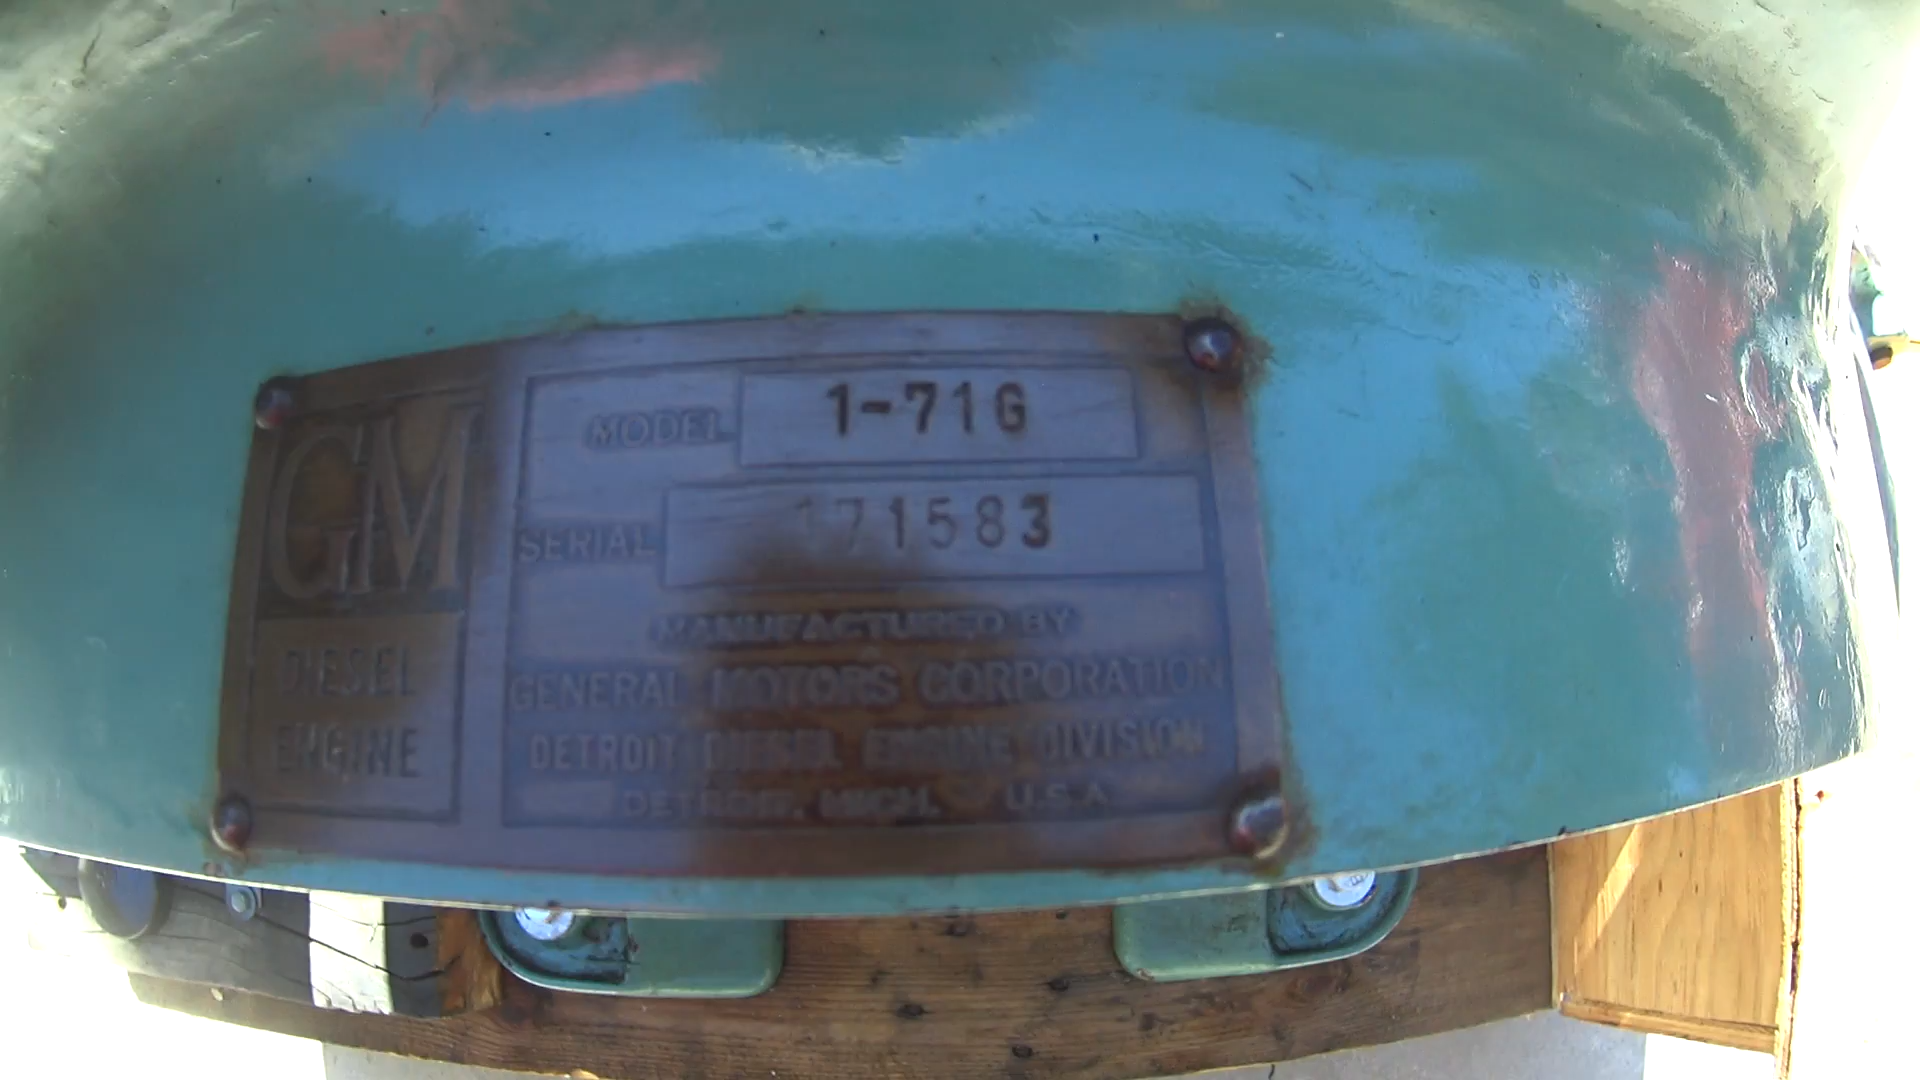 GM
DIESEL
ENGINE
MODEL 1-71G
SERIAL 171583
MANUFACTURED BY
GENERAL MOTORS CORPORATION
DETROIT DIESEL ENGINE DIVISION
DETROIT, MICH. U.S.A